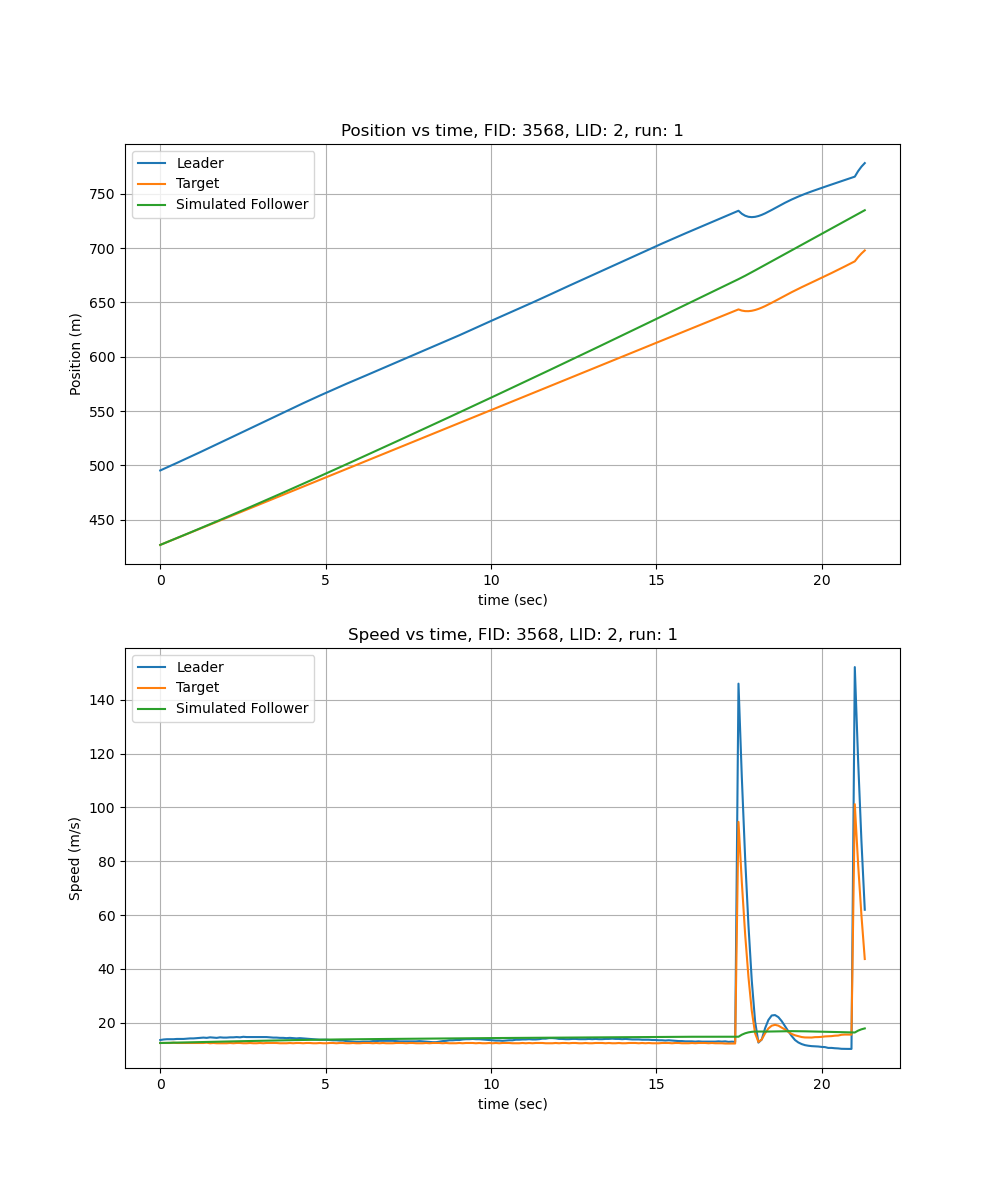 Position vs time, FID: 3568, LID: 2, run: 1
Leader
Target
Simulated Follower
750
700
650
600
550
500
450
Position (m)
0 5 10 15 20
time (sec)
Speed vs time, FID: 3568, LID: 2, run: 1
Leader
Target
Simulated Follower
140
120
100
80
60
40
20
Speed (m/s)
0 5 10 15 20
time (sec)